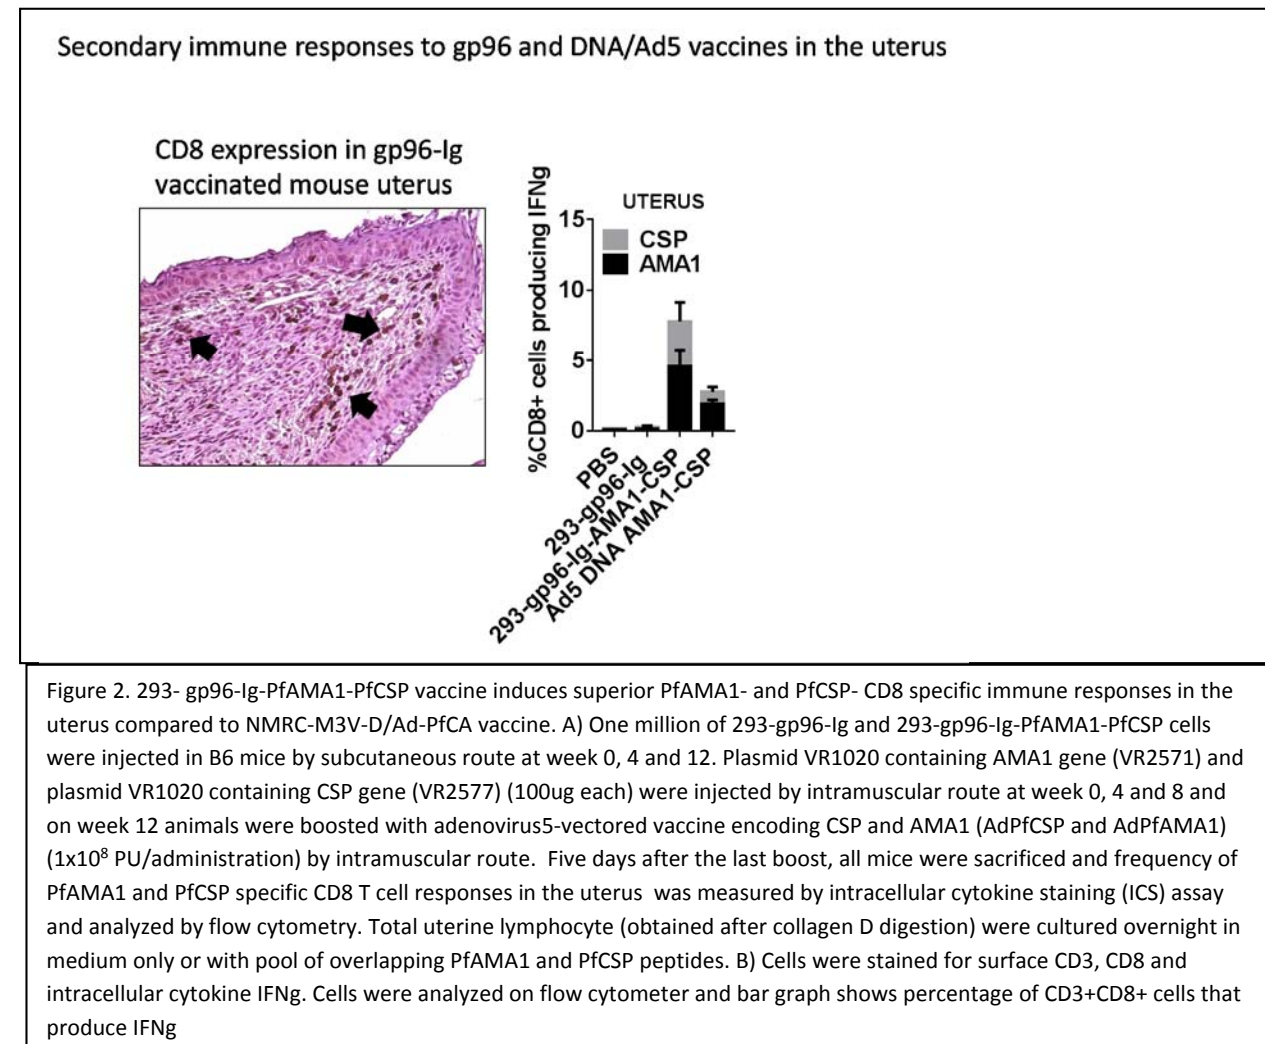 Secondary immune responses to gp96 and DNA/Ad5 vaccines in the uterus
CD8 expression in gp96-Ig
vaccinated mouse uterus
%CD8+ cells producing IFNg
UTERUS
15
10
5
0
CSP
AMA1
PBS
293-gp96-Ig
293-gp96-Ig-AMA1-CSP
Ad5 DNA AMA1-CSP
Figure 2. 293- gp96-Ig-PfAMA1-PfCSP vaccine induces superior PfAMA1- and PfCSP- CD8 specific immune responses in the
uterus compared to NMRC-M3V-D/Ad-PfCA vaccine. A) One million of 293-gp96-Ig and 293-gp96-Ig-PfAMA1-PfCSP cells
were injected in B6 mice by subcutaneous route at week 0, 4 and 12. Plasmid VR1020 containing AMA1 gene (VR2571) and
plasmid VR1020 containing CSP gene (VR2577) (100ug each) were injected by intramuscular route at week 0, 4 and 8 and
on week 12 animals were boosted with adenovirus5-vectored vaccine encoding CSP and AMA1 (AdPfCSP and AdPfAMA1)
(1x10⁸ PU/administration) by intramuscular route.  Five days after the last boost, all mice were sacrificed and frequency of
PfAMA1 and PfCSP specific CD8 T cell responses in the uterus  was measured by intracellular cytokine staining (ICS) assay
and analyzed by flow cytometry. Total uterine lymphocyte (obtained after collagen D digestion) were cultured overnight in
medium only or with pool of overlapping PfAMA1 and PfCSP peptides. B) Cells were stained for surface CD3, CD8 and
intracellular cytokine IFNg. Cells were analyzed on flow cytometer and bar graph shows percentage of CD3+CD8+ cells that
produce IFNg